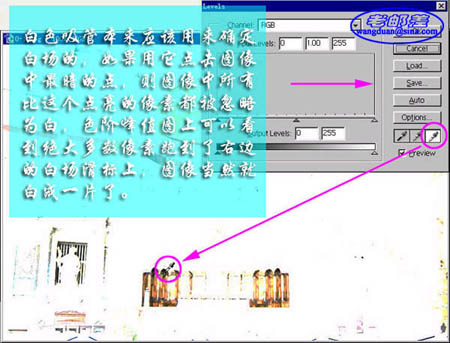 Levels
老邮差
wangduan@sina.com
Channel: RGB
Levels: 0 1.00 255
Cancel
Load...
Save...
Auto
Options...
Preview
Output Levels: 0 255
白色吸管本来应该用来确定
白场的，如果用它点击图像
中最暗的点，则图像中所有
比这个点亮的像素都被忽略
为白，色阶峰值图上可以看
到绝大多数像素跑到了右边
的白场滑标上，图像当然就
白成一片了。